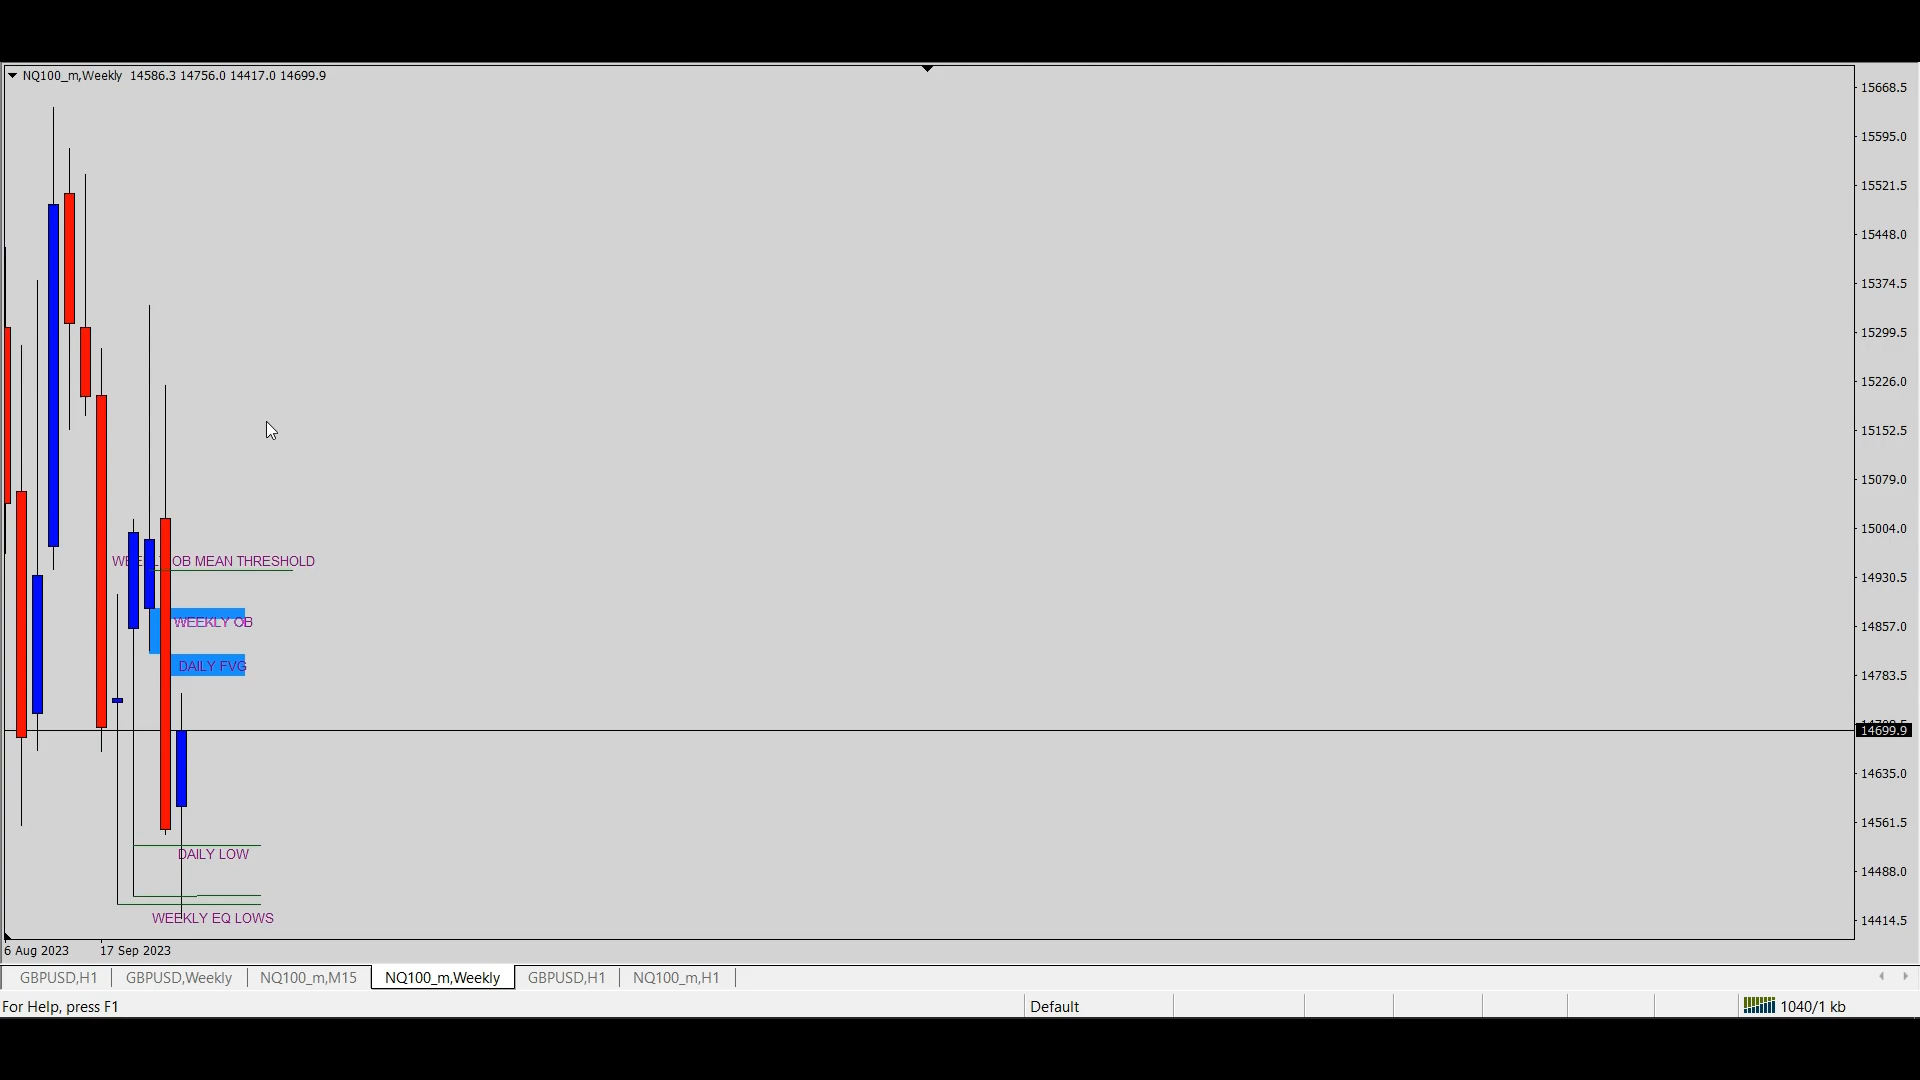 NQ100_m,Weekly 14586.3 14756.0 14417.0 14699.9
15668.5
15595.0
15521.5
15448.0
15374.5
15299.5
15226.0
15152.5
15079.0
15004.0
WEEKLY OB MEAN THRESHOLD
14930.5
WEEKLY OB
14857.0
DAILY FVG
14783.5
14699.9
14635.0
14561.5
DAILY LOW
14488.0
WEEKLY EQ LOWS
14414.5
6 Aug 2023 17 Sep 2023
GBPUSD,H1 GBPUSD,Weekly NQ100_m,M15 NQ100_m,Weekly GBPUSD,H1 NQ100_m,H1
For Help, press F1 Default 1040/1 kb